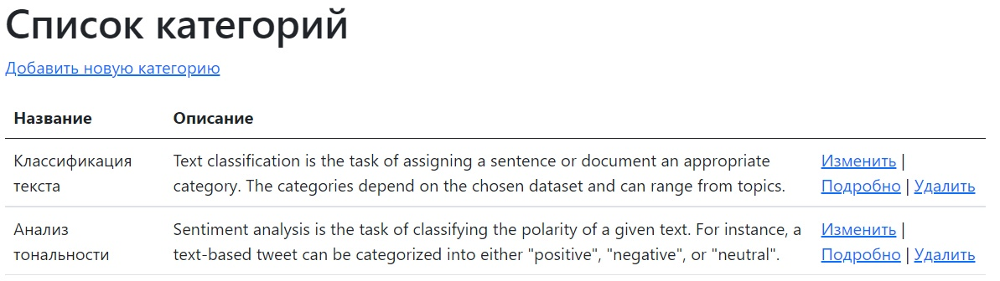 Список категорий
Добавить новую категорию
Название Описание
Классификация Text classification is the task of assigning a sentence or document an appropriate Изменить |
текста category. The categories depend on the chosen dataset and can range from topics. Подробно | Удалить
Анализ Sentiment analysis is the task of classifying the polarity of a given text. For instance, a Изменить |
тональности text-based tweet can be categorized into either "positive", "negative", or "neutral". Подробно | Удалить